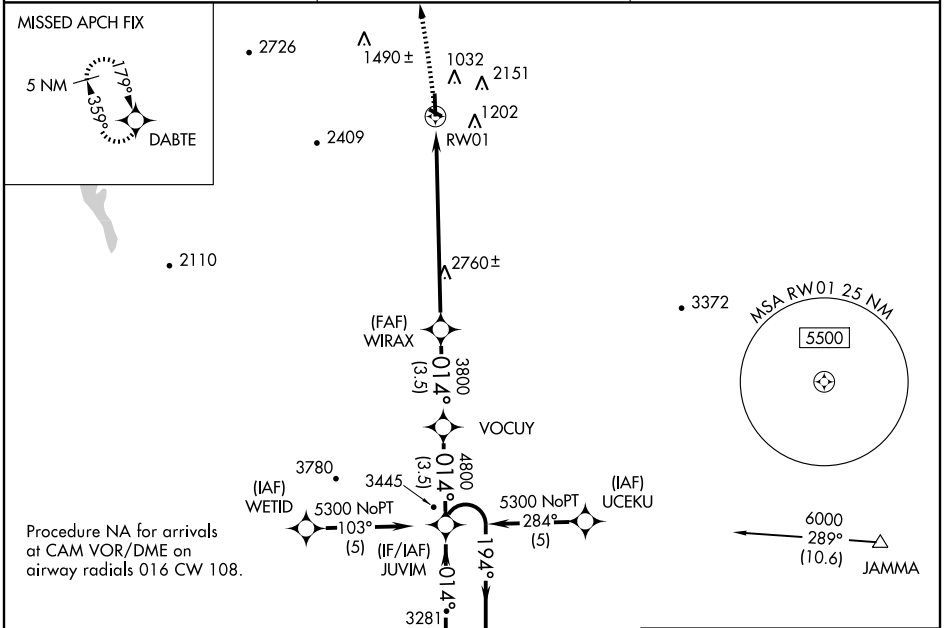 MISSED APCH FIX
5 NM
179°
359°
DABTE
2726
1490 ±
1032
2151
1202
RW01
2409
2110
2760 ±
3372
MSA RW01 25 NM
5500
(FAF)
WIRAX
3800
014°
(3.5)
VOCUY
4800
014°
(3.5)
3780
3445
(IAF)
WETID
5300 NoPT
103°
(5)
(IF/IAF)
JUVIM
5300 NoPT
284°
(5)
(IAF)
UCEKU
6000
289°
(10.6)
JAMMA
194°
014°
3281
Procedure NA for arrivals
at CAM VOR/DME on
airway radials 016 CW 108.